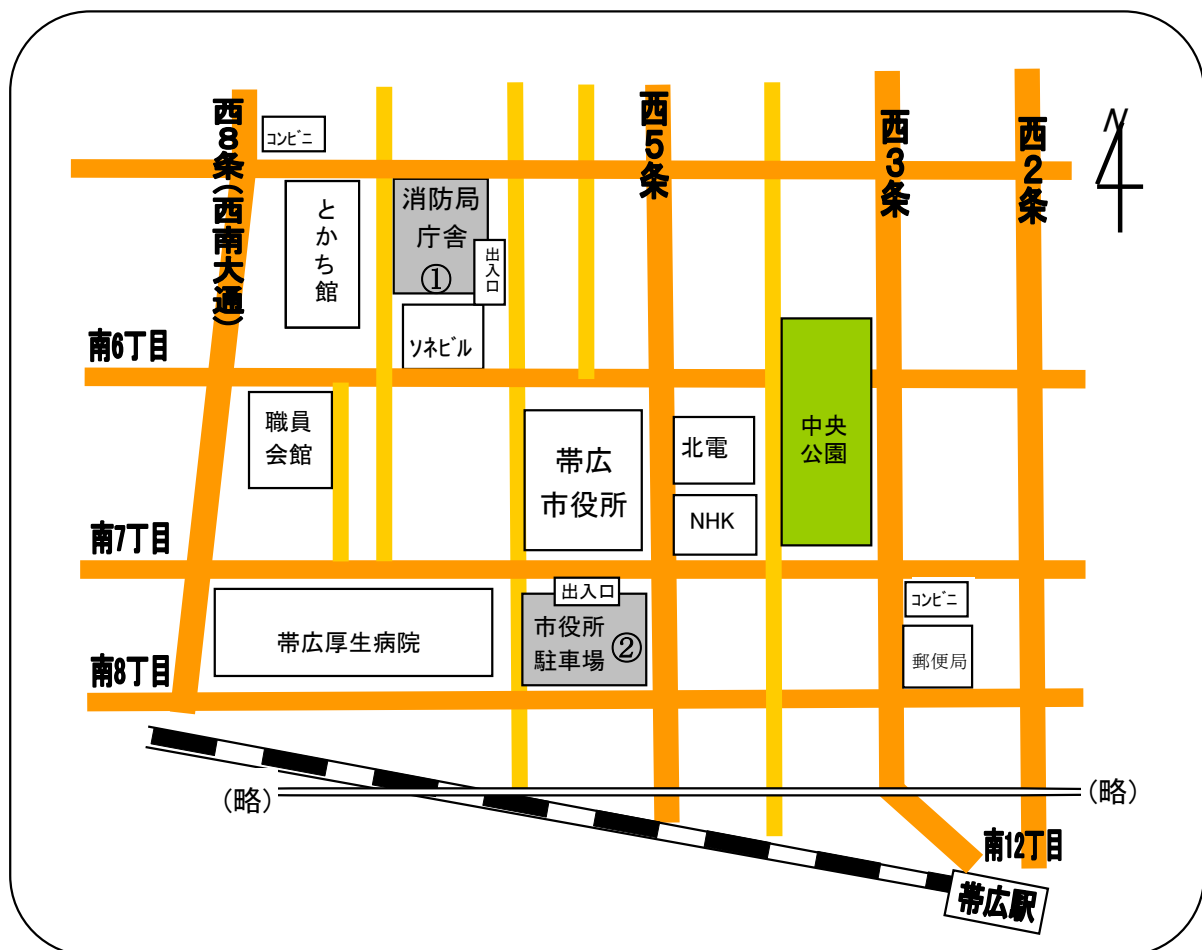 西8条(西南大通)
コンビニ
西5条
西3条
西2条
N
とかち館
消防局
庁舎
①
出入口
ソネビル
南6丁目
職員
会館
帯広
市役所
北電
NHK
中央
公園
南7丁目
帯広厚生病院
出入口
市役所
駐車場
②
コンビニ
郵便局
南8丁目
(略)
(略)
南12丁目
帯広駅